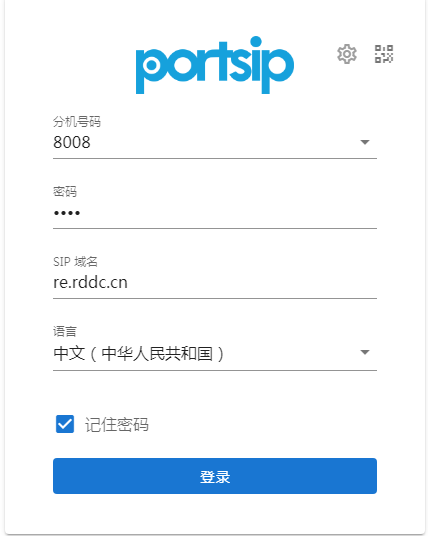 portsip
分机号码
8008
密码
••••
SIP 域名
re.rddc.cn
语言
中文（中华人民共和国）
记住密码
登录